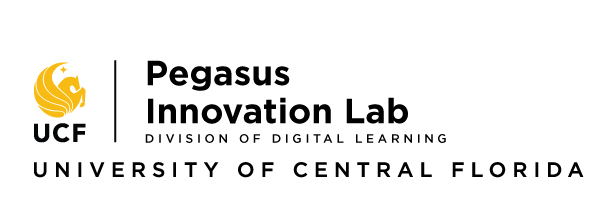 UCF
Pegasus
Innovation Lab
DIVISION OF DIGITAL LEARNING
UNIVERSITY OF CENTRAL FLORIDA